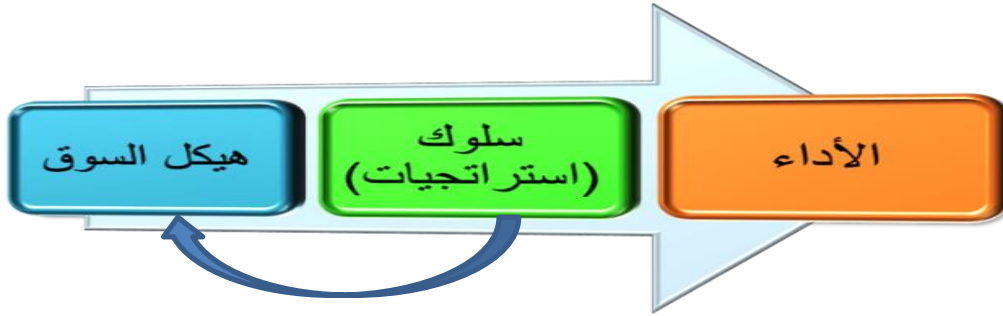 هيكل السوق
سلوك
(استراتجيات)
الأداء